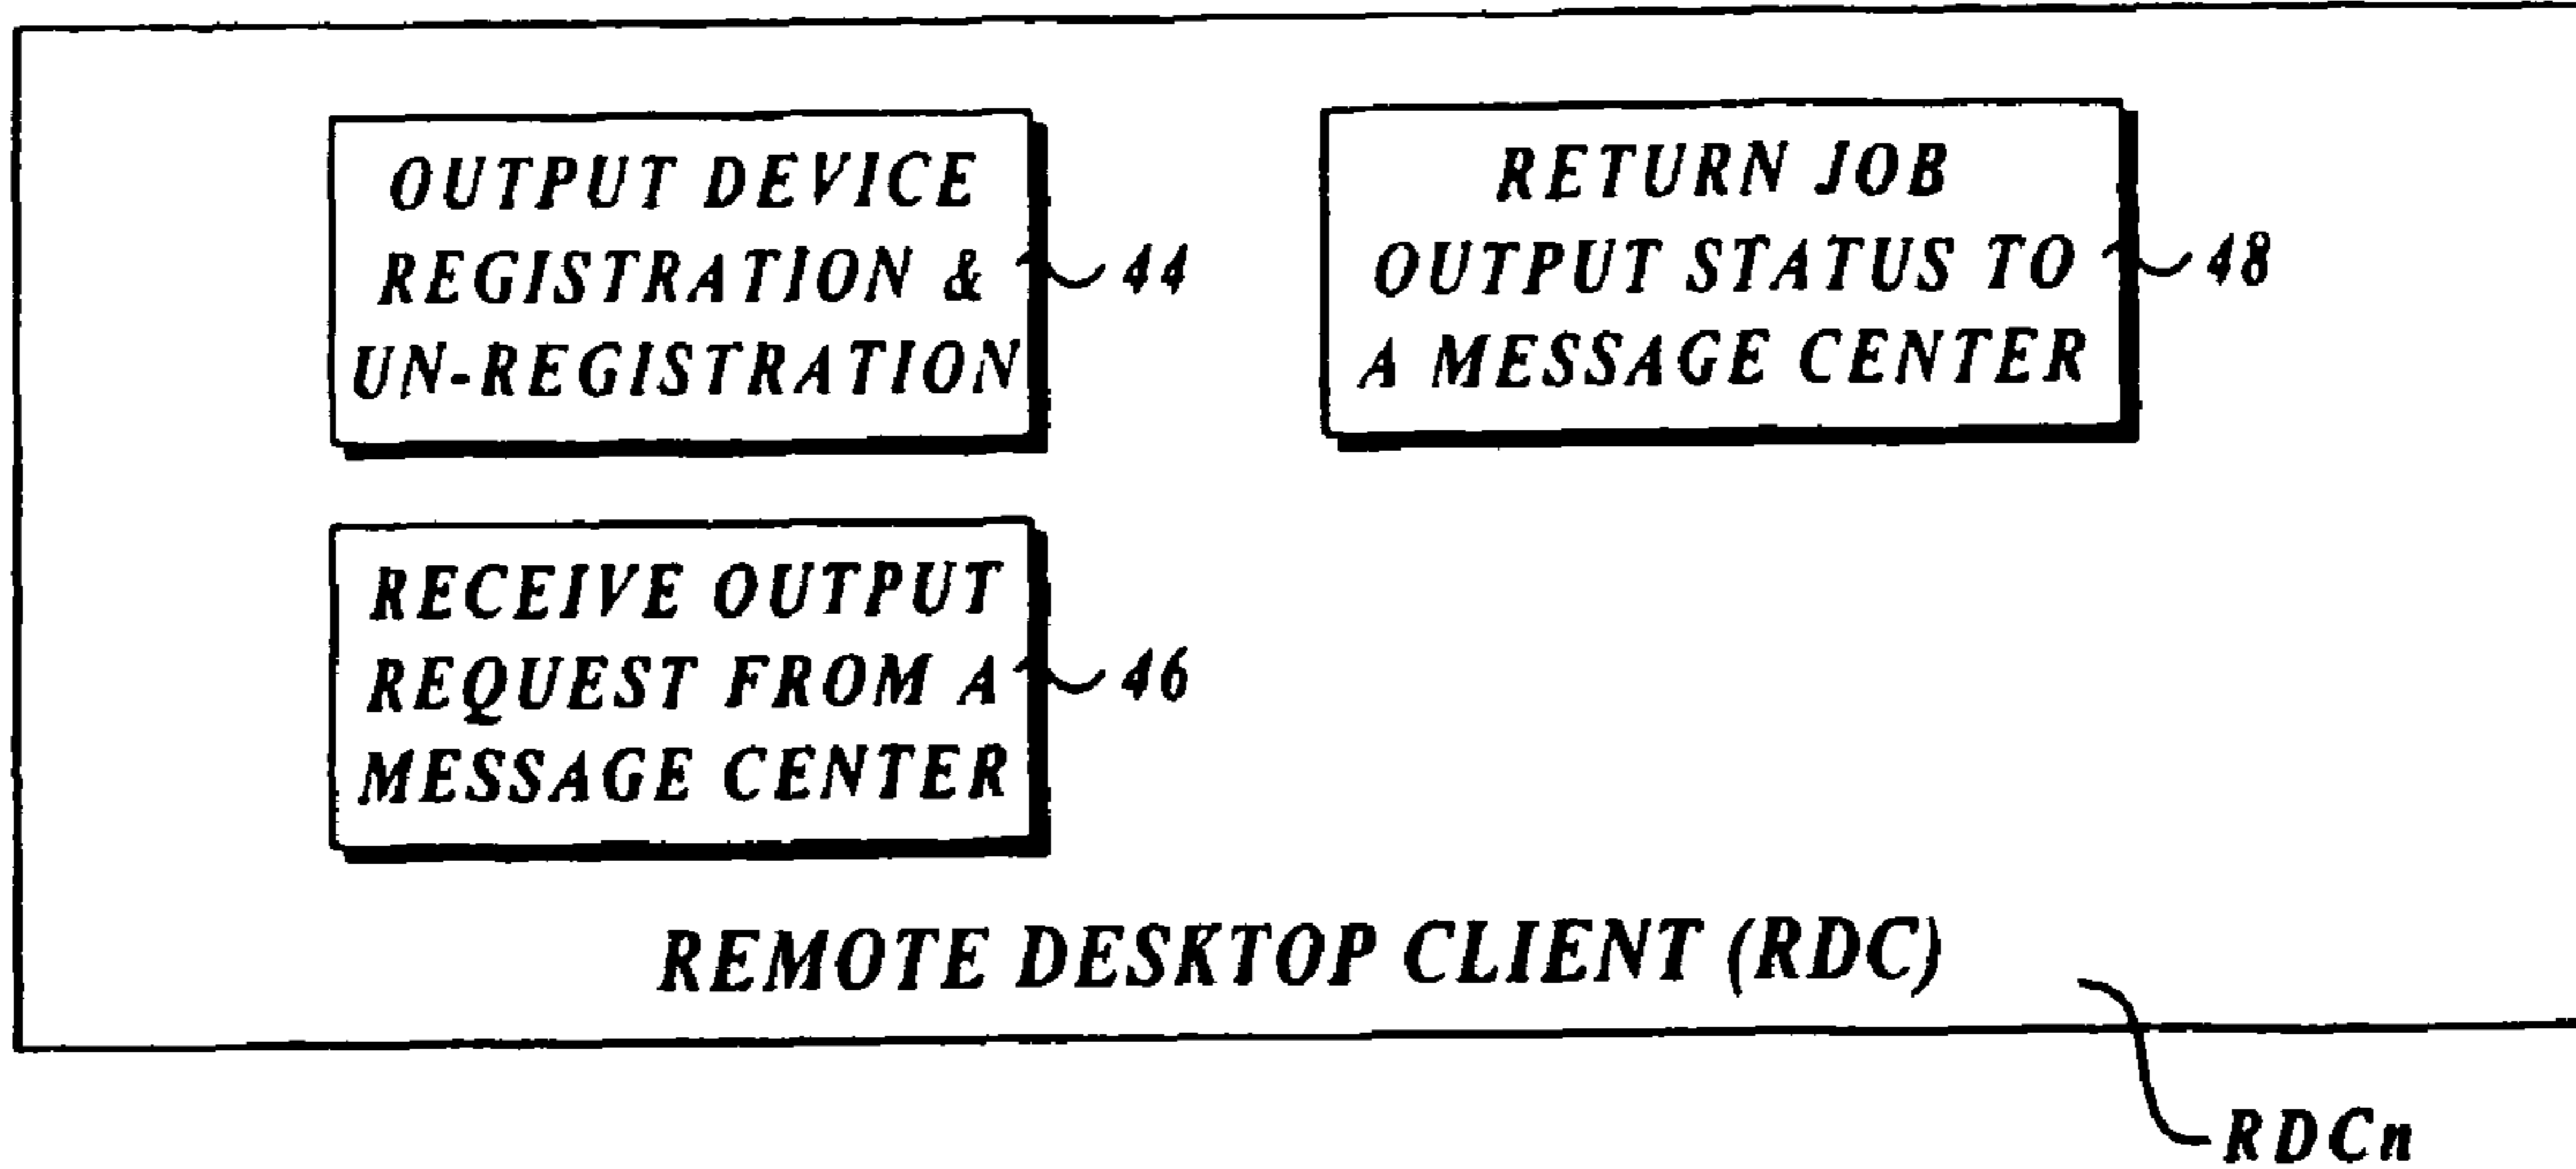 OUTPUT DEVICE
REGISTRATION &
UN-REGISTRATION
44
RETURN JOB
OUTPUT STATUS TO
A MESSAGE CENTER
48
RECEIVE OUTPUT
REQUEST FROM A
MESSAGE CENTER
46
REMOTE DESKTOP CLIENT (RDC)
RDCn